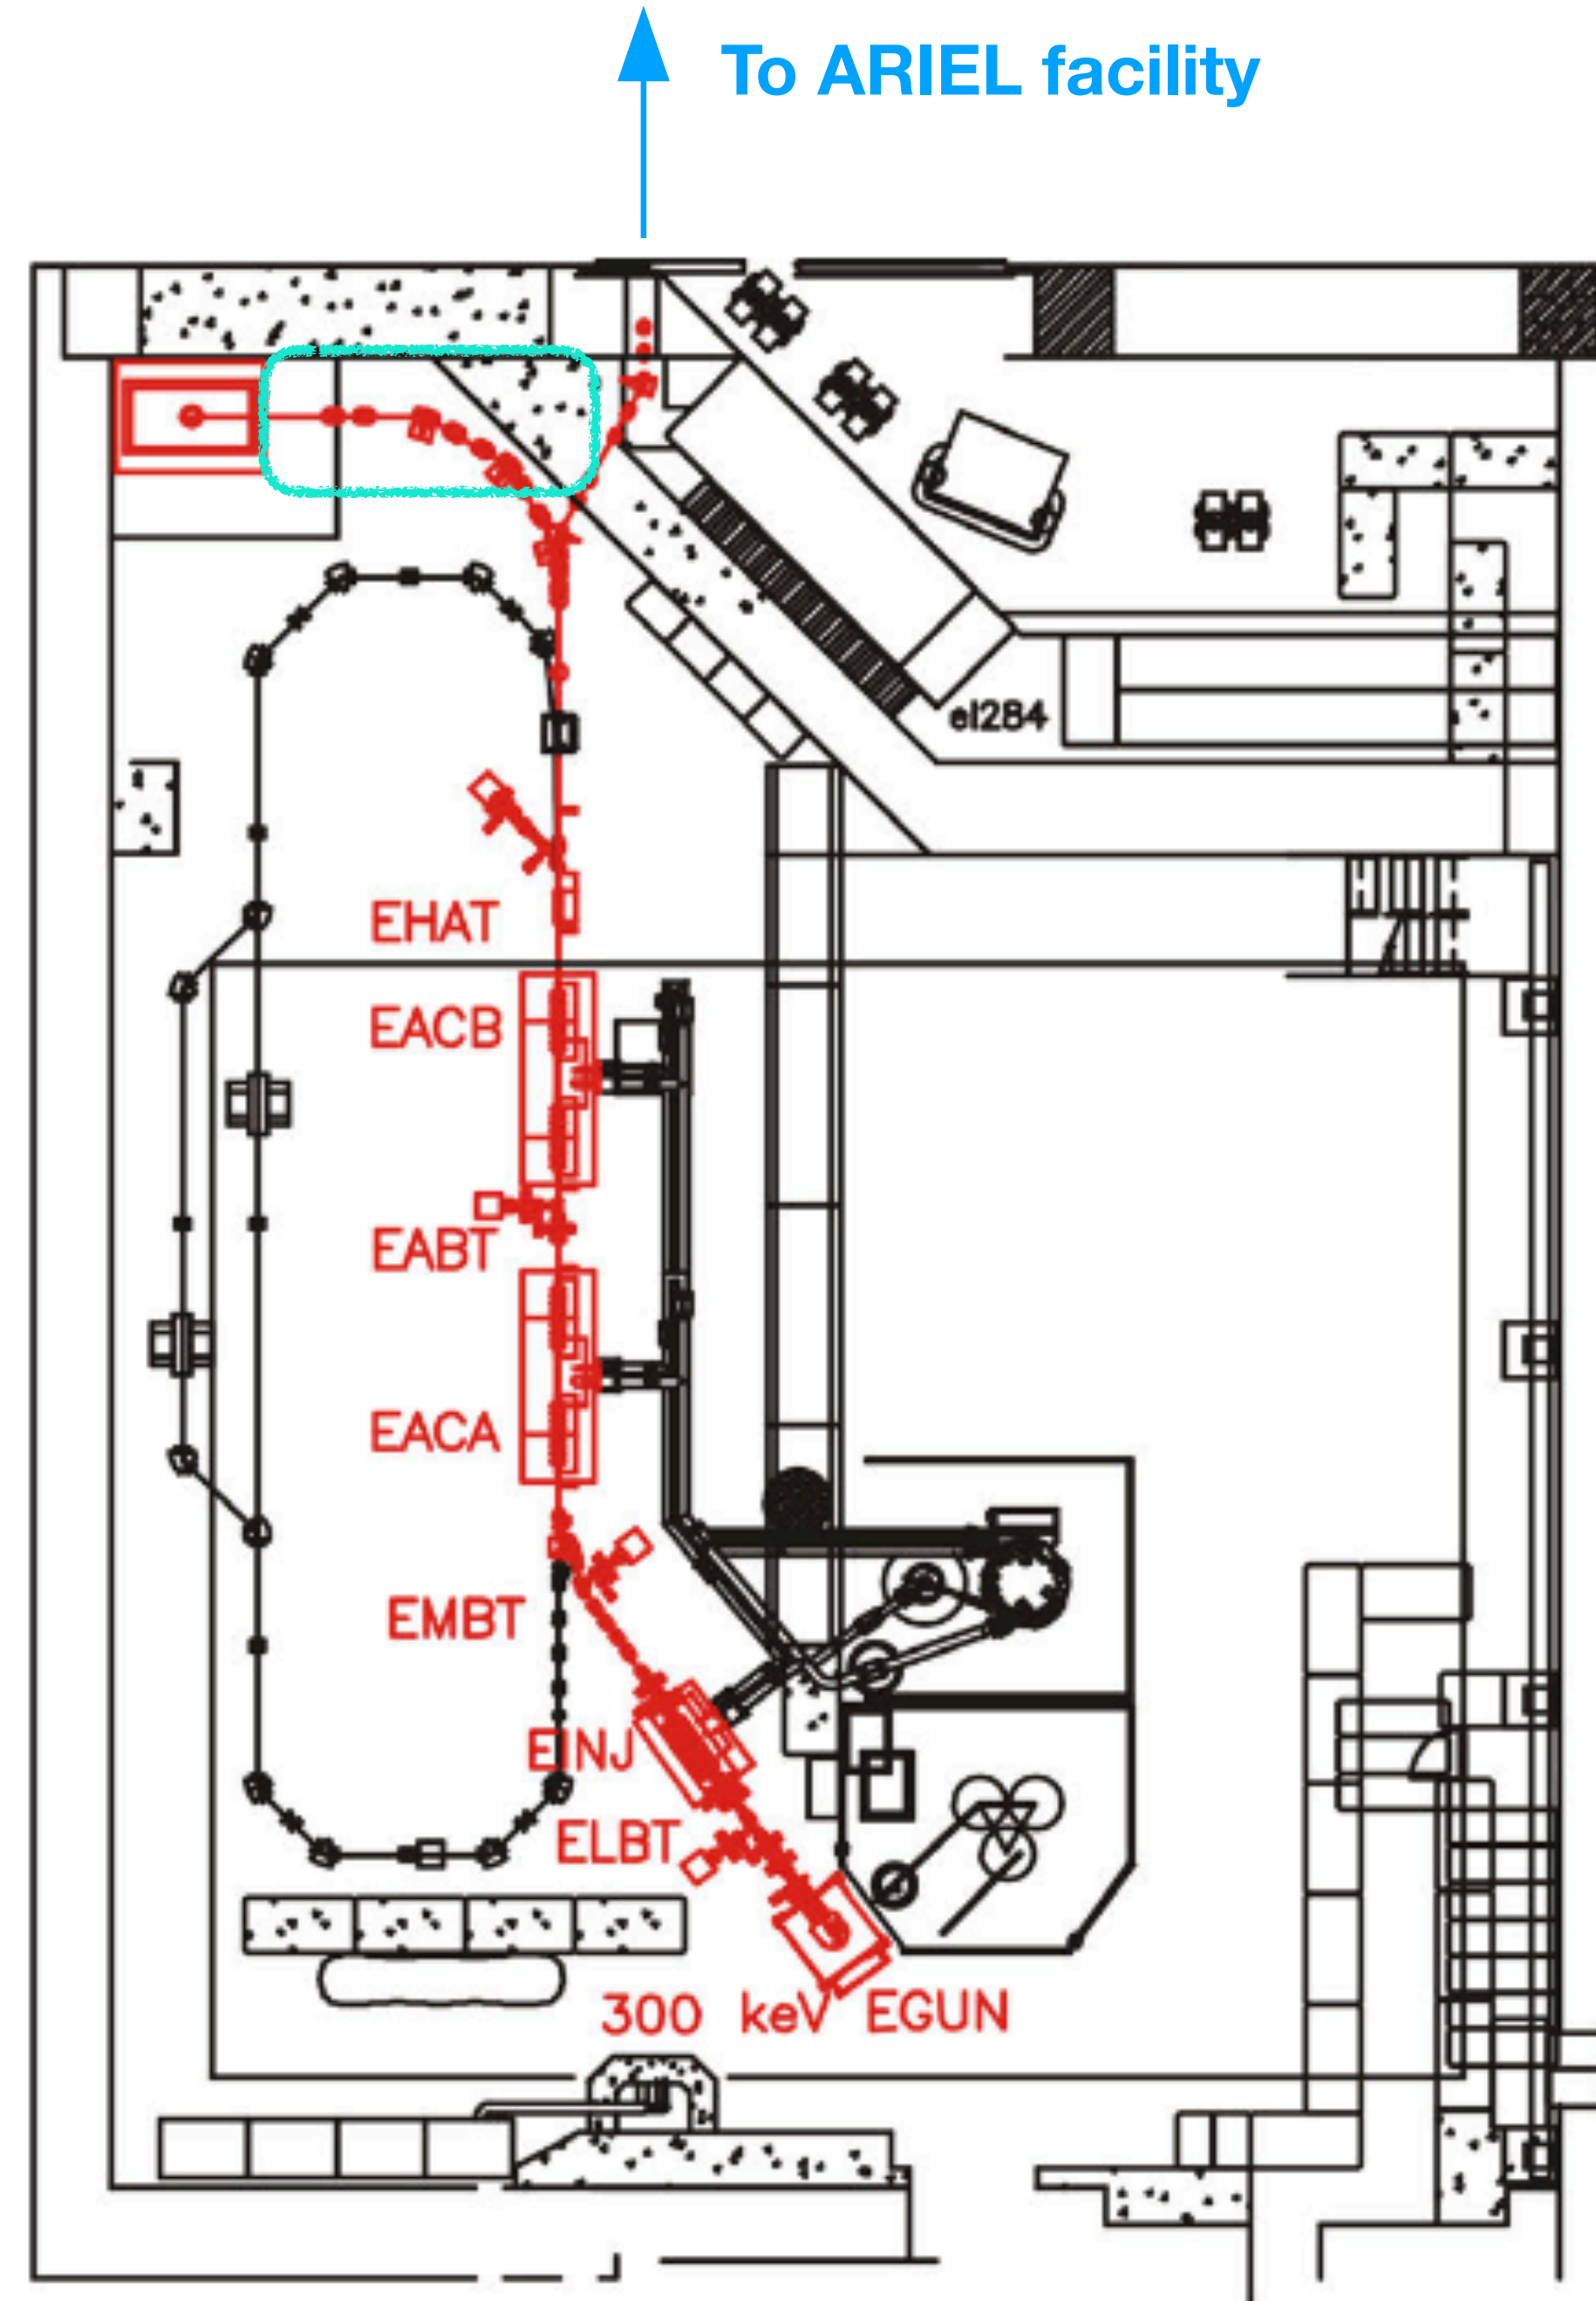 To ARIEL facility
el284
EHAT
EACB
EABT
EACA
EMBT
EINJ
ELBT
300 keV EGUN